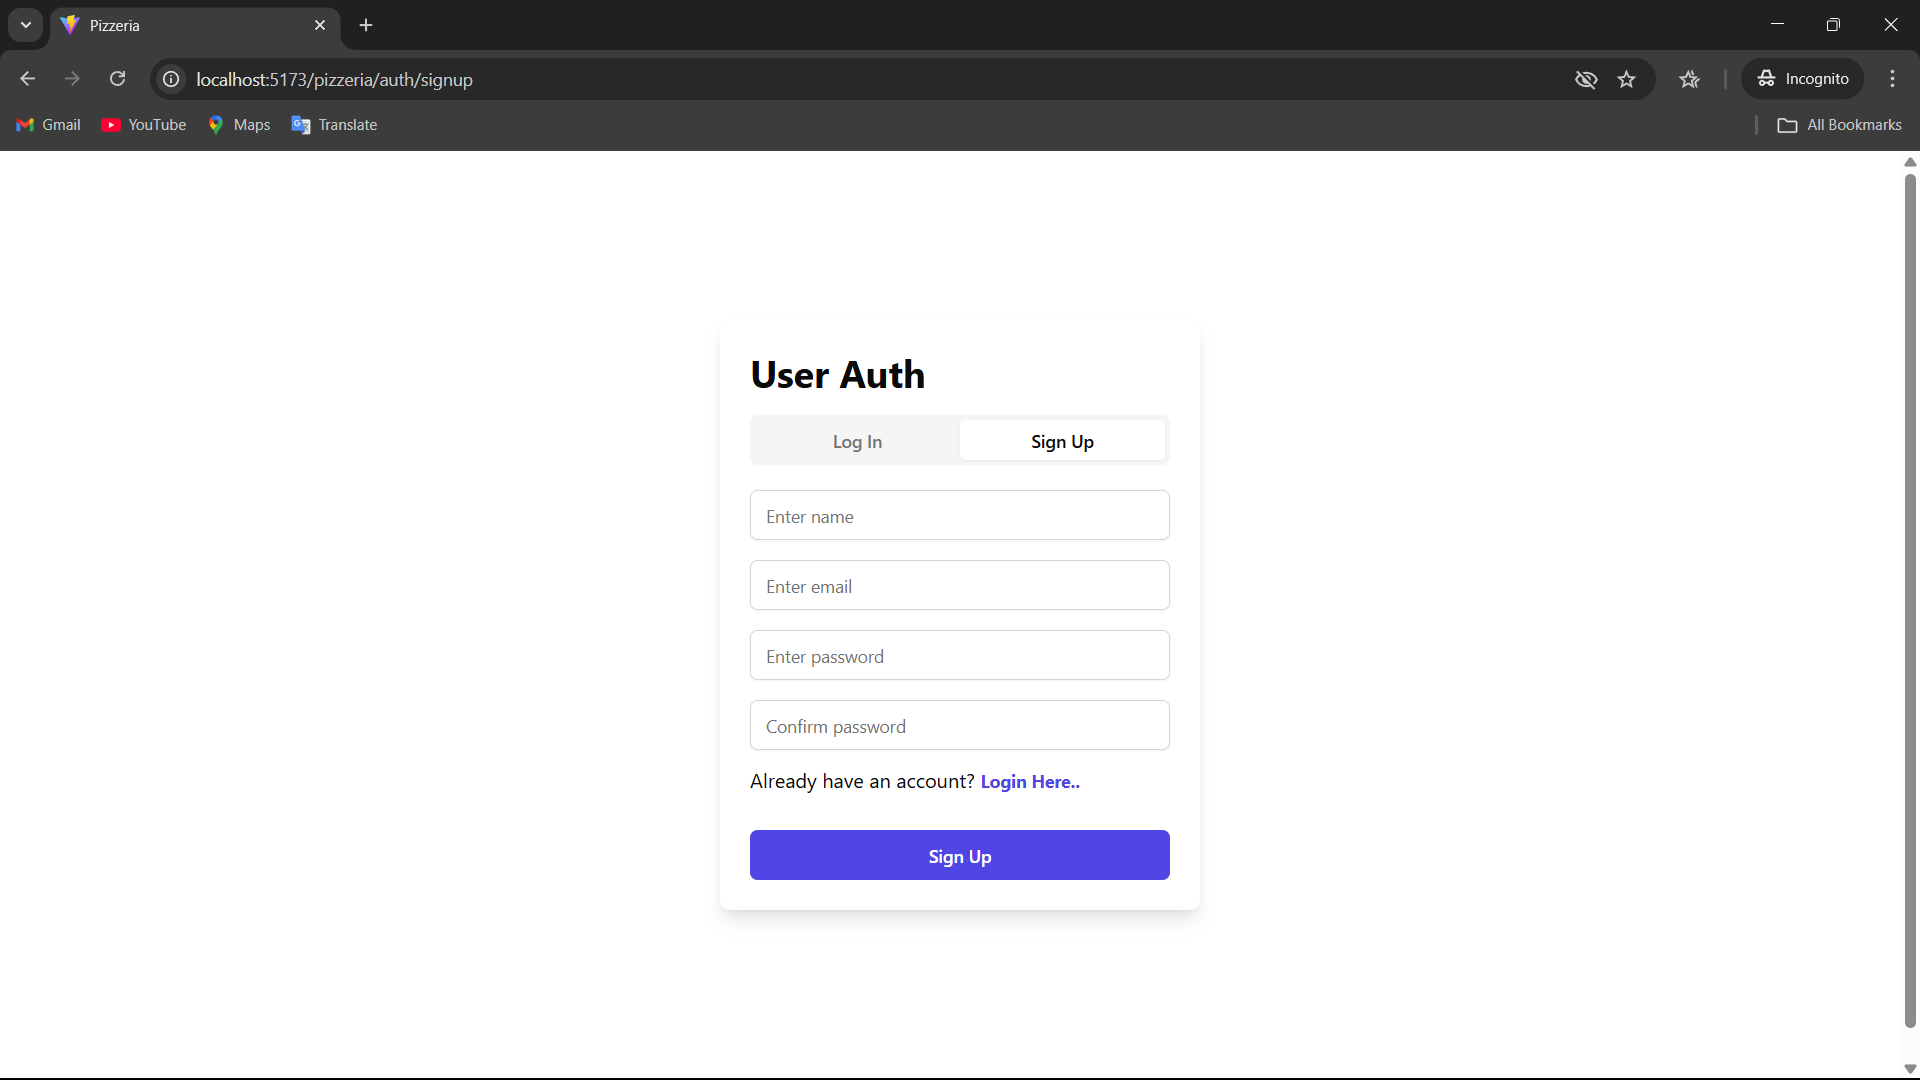 Pizzeria
localhost:5173/pizzeria/auth/signup
Incognito
Gmail
YouTube
Maps
Translate
All Bookmarks
User Auth
Log In
Sign Up
Enter name
Enter email
Enter password
Confirm password
Already have an account? Login Here..
Sign Up